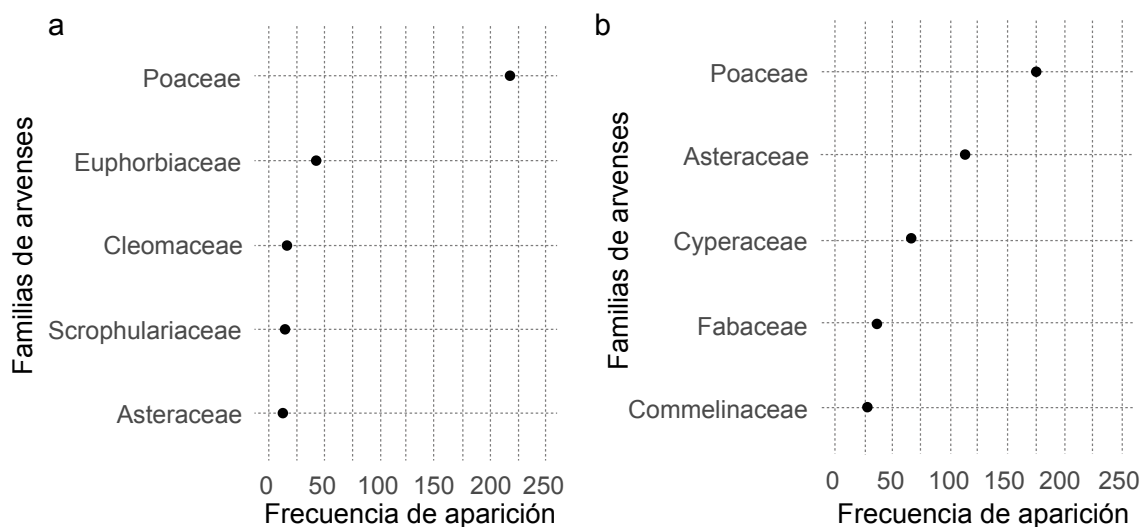 a
Familias de arvenses
Poaceae
Euphorbiaceae
Cleomaceae
Scrophulariaceae
Asteraceae
0 50 100 150 200 250
Frecuencia de aparición
b
Familias de arvenses
Poaceae
Asteraceae
Cyperaceae
Fabaceae
Commelinaceae
0 50 100 150 200 250
Frecuencia de aparición